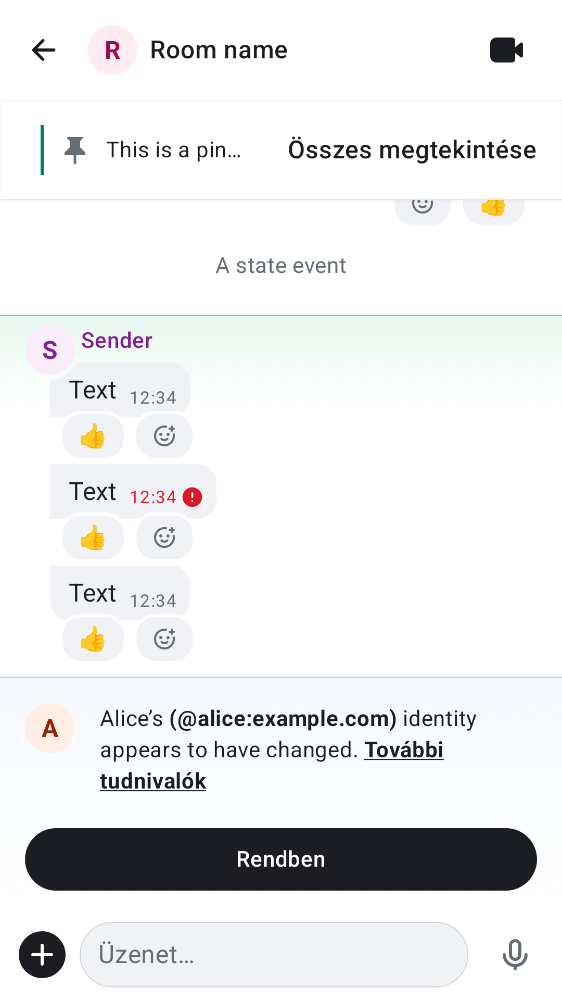 R Room name
This is a pin... Összes megtekintése
A state event
S Sender
Text 12:34
Text 12:34
Text 12:34
A Alice’s (@alice:example.com) identity
appears to have changed. További
tudnivalók
Rendben
Üzenet...